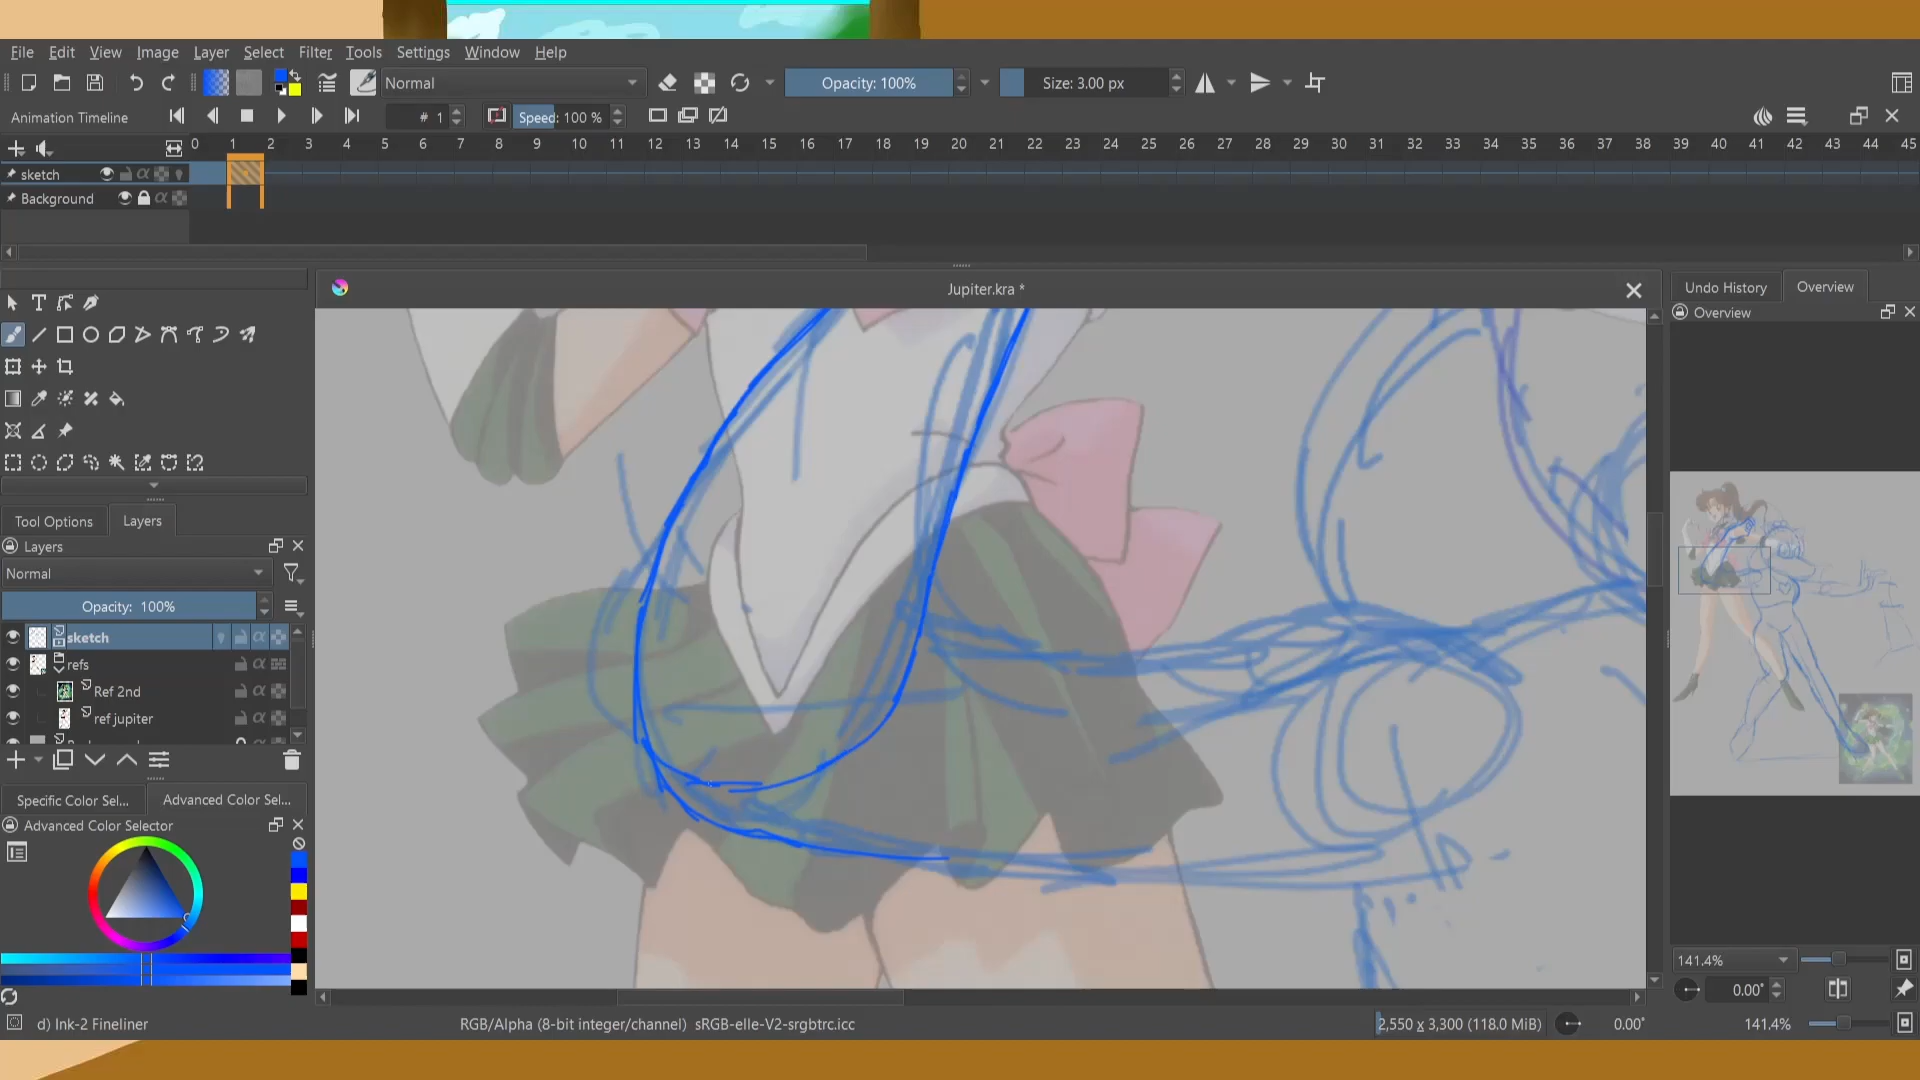 File Edit View Image Layer Select Filter Tools Settings Window Help
Normal Opacity: 100% Size: 3.00 px
Animation Timeline # 1 Speed: 100 %
0 1 2 3 4 5 6 7 8 9 10 11 12 13 14 15 16 17 18 19 20 21 22 23 24 25 26 27 28 29 30 31 32 33 34 35 36 37 38 39 40 41 42 43 44 45
sketch
Background
Jupiter.kra *
Undo History Overview
Overview
Tool Options Layers
Layers
Normal
Opacity: 100%
sketch
refs
Ref 2nd
ref jupiter
Specific Color Sel... Advanced Color Sel...
Advanced Color Selector
141.4%
0.00°
d) Ink-2 Fineliner RGB/Alpha (8-bit integer/channel) sRGB-elle-V2-srgbtrc.icc 2,550 x 3,300 (118.0 MiB) 0.00° 141.4%